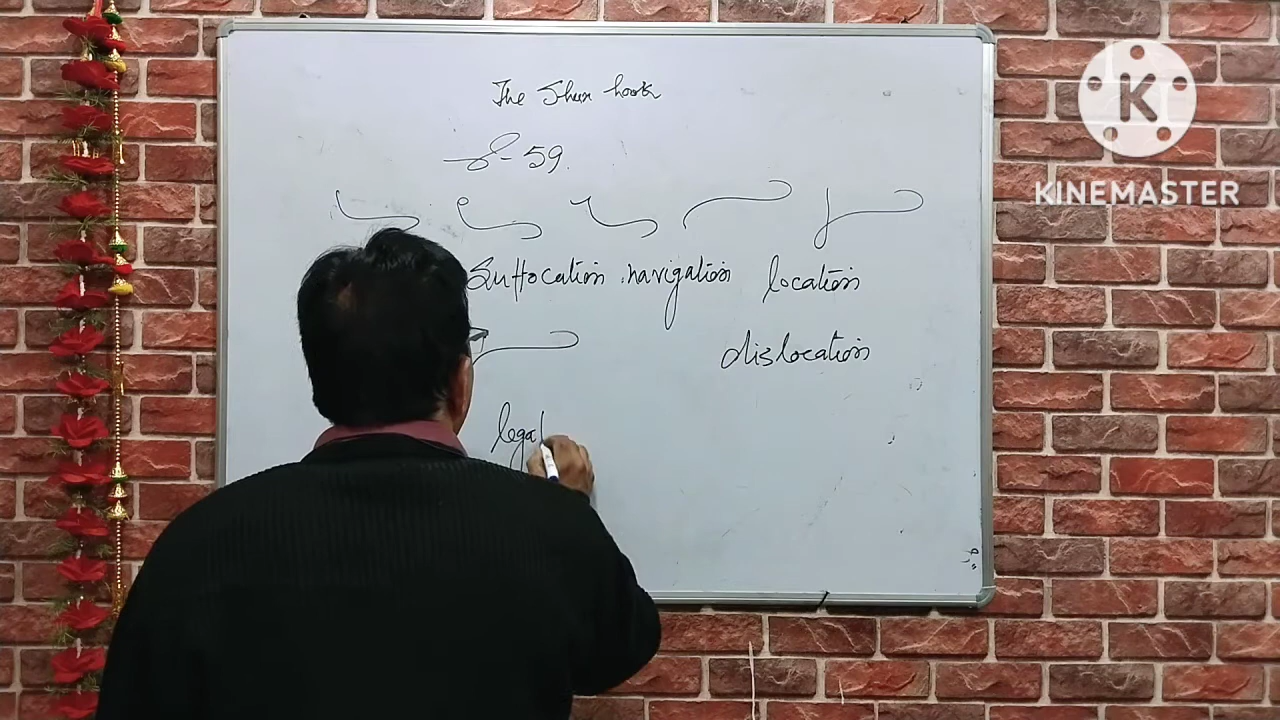 The Shun hook
59.
Suffocation navigation location
dislocation
legal
K
KINEMASTER